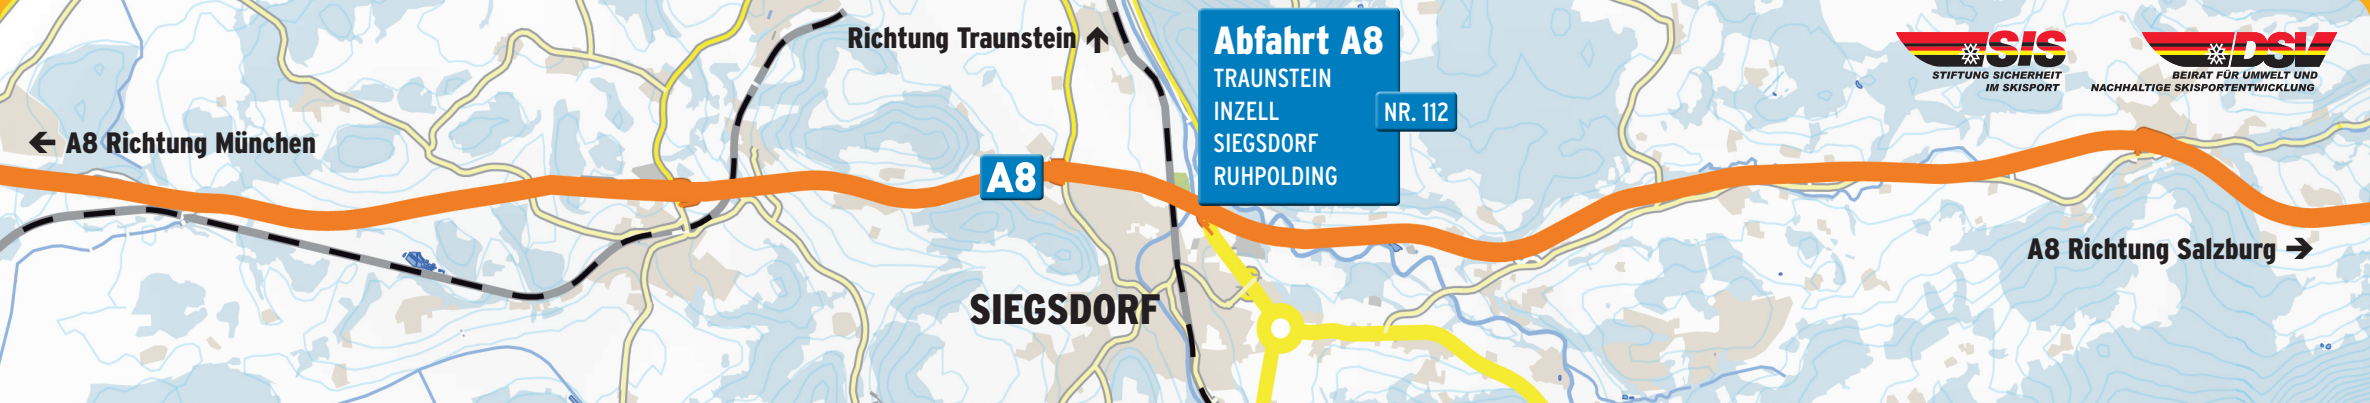 Richtung Traunstein ↑
← A8 Richtung München
A8
Abfahrt A8
TRAUNSTEIN
INZELL
SIEGSDORF
RUHPOLDING
NR. 112
SIS
STIFTUNG SICHERHEIT
IM SKISPORT
DSV
BEIRAT FÜR UMWELT UND
NACHHALTIGE SKISPORTENTWICKLUNG
A8 Richtung Salzburg →
SIEGSDORF